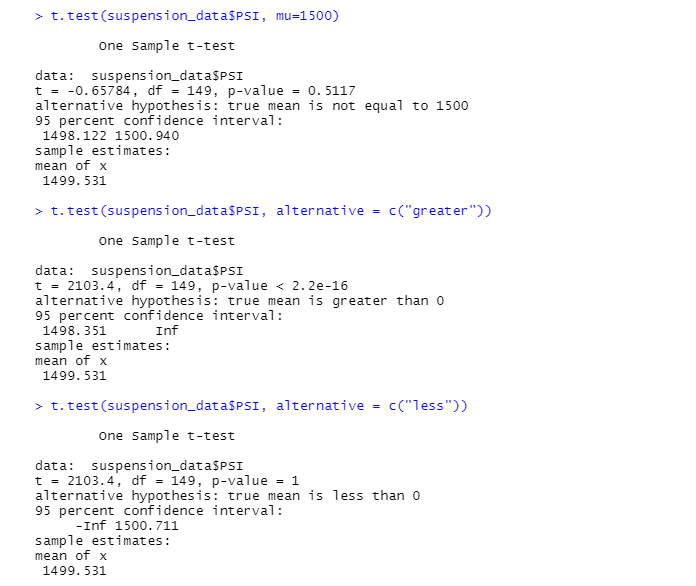 > t.test(suspension_data$PSI, mu=1500)
One Sample t-test
data:  suspension_data$PSI
t = -0.65784, df = 149, p-value = 0.5117
alternative hypothesis: true mean is not equal to 1500
95 percent confidence interval:
1498.122 1500.940
sample estimates:
mean of x
1499.531
> t.test(suspension_data$PSI, alternative = c("greater"))
One Sample t-test
data:  suspension_data$PSI
t = 2103.4, df = 149, p-value < 2.2e-16
alternative hypothesis: true mean is greater than 0
95 percent confidence interval:
1498.351      Inf
sample estimates:
mean of x
1499.531
> t.test(suspension_data$PSI, alternative = c("less"))
One Sample t-test
data:  suspension_data$PSI
t = 2103.4, df = 149, p-value = 1
alternative hypothesis: true mean is less than 0
95 percent confidence interval:
-Inf 1500.711
sample estimates:
mean of x
1499.531